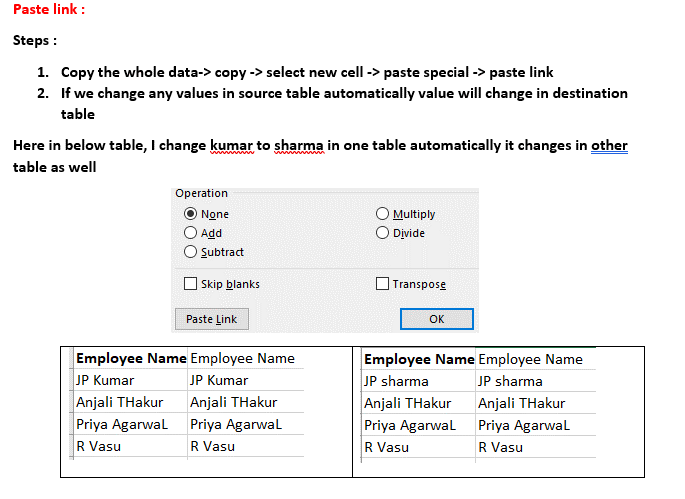 Paste link :
Steps :
1. Copy the whole data-> copy -> select new cell -> paste special -> paste link
2. If we change any values in source table automatically value will change in destination
table
Here in below table, I change kumar to sharma in one table automatically it changes in other
table as well
Operation
None Multiply
Add Divide
Subtract
Skip blanks Transpose
Paste Link OK
Employee Name Employee Name Employee Name Employee Name
JP Kumar JP Kumar JP sharma JP sharma
Anjali THakur Anjali THakur Anjali THakur Anjali THakur
Priya AgarwaL Priya AgarwaL Priya AgarwaL Priya AgarwaL
R Vasu R Vasu R Vasu R Vasu